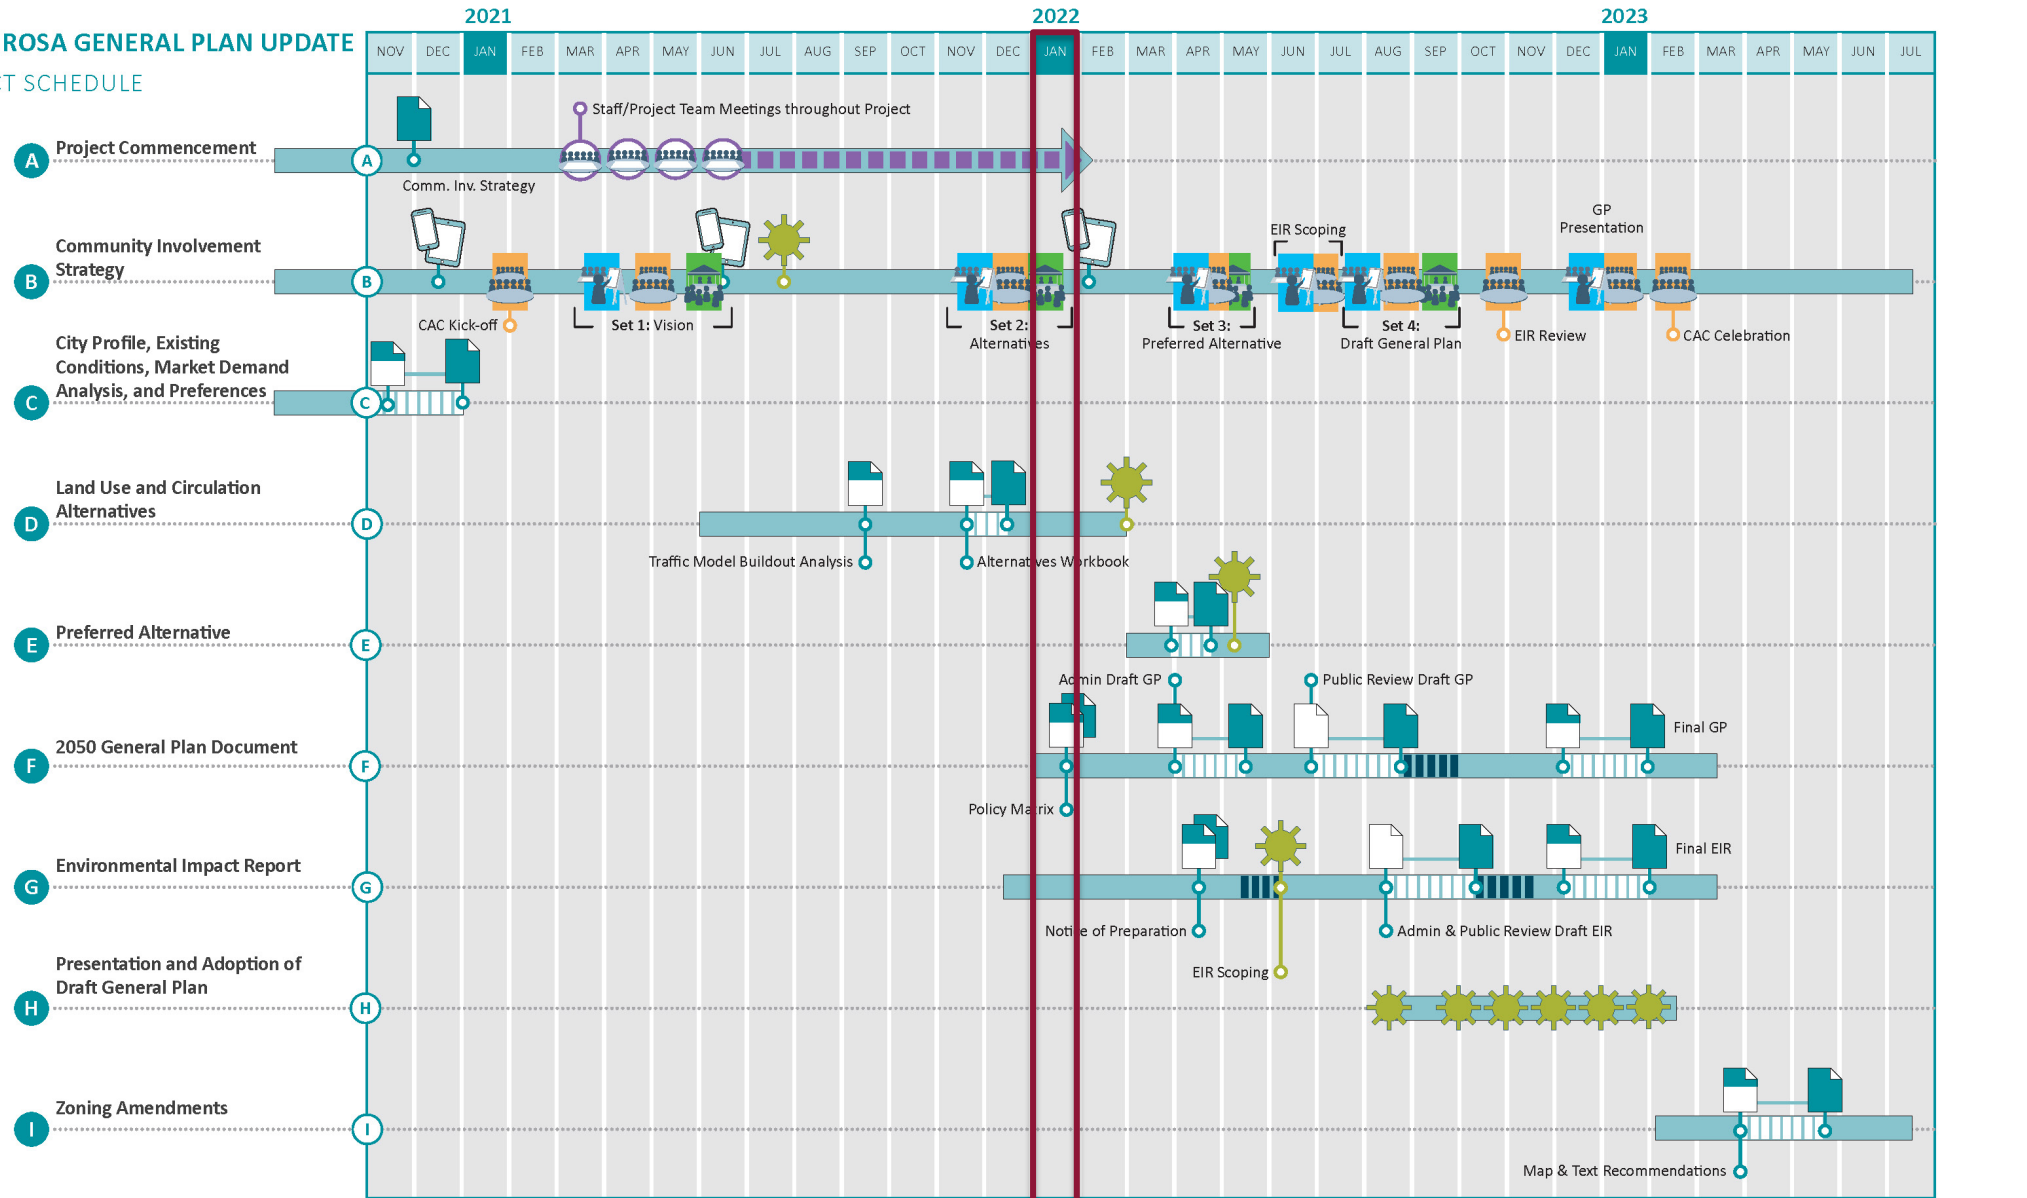 2021 2022 2023
ROSA GENERAL PLAN UPDATE
CT SCHEDULE
NOV DEC JAN FEB MAR APR MAY JUN JUL AUG SEP OCT NOV DEC JAN FEB MAR APR MAY JUN JUL AUG SEP OCT NOV DEC JAN FEB MAR APR MAY JUN JUL
Staff/Project Team Meetings throughout Project
A Project Commencement A
Comm. Inv. Strategy
GP
Presentation
EIR Scoping
Community Involvement
Strategy
B B
CAC Kick-off
Set 1: Vision
Set 2:
Alternatives
Set 3:
Preferred Alternative
Set 4:
Draft General Plan
EIR Review
CAC Celebration
City Profile, Existing
Conditions, Market Demand
Analysis, and Preferences
C C
Land Use and Circulation
Alternatives
D D
Traffic Model Buildout Analysis
Alternatives Workbook
Preferred Alternative
E E
Admin Draft GP
Public Review Draft GP
Final GP
2050 General Plan Document
F F
Policy Matrix
Final EIR
Environmental Impact Report
G G
Notice of Preparation
Admin & Public Review Draft EIR
EIR Scoping
Presentation and Adoption of
Draft General Plan
H H
Zoning Amendments
I I
Map & Text Recommendations